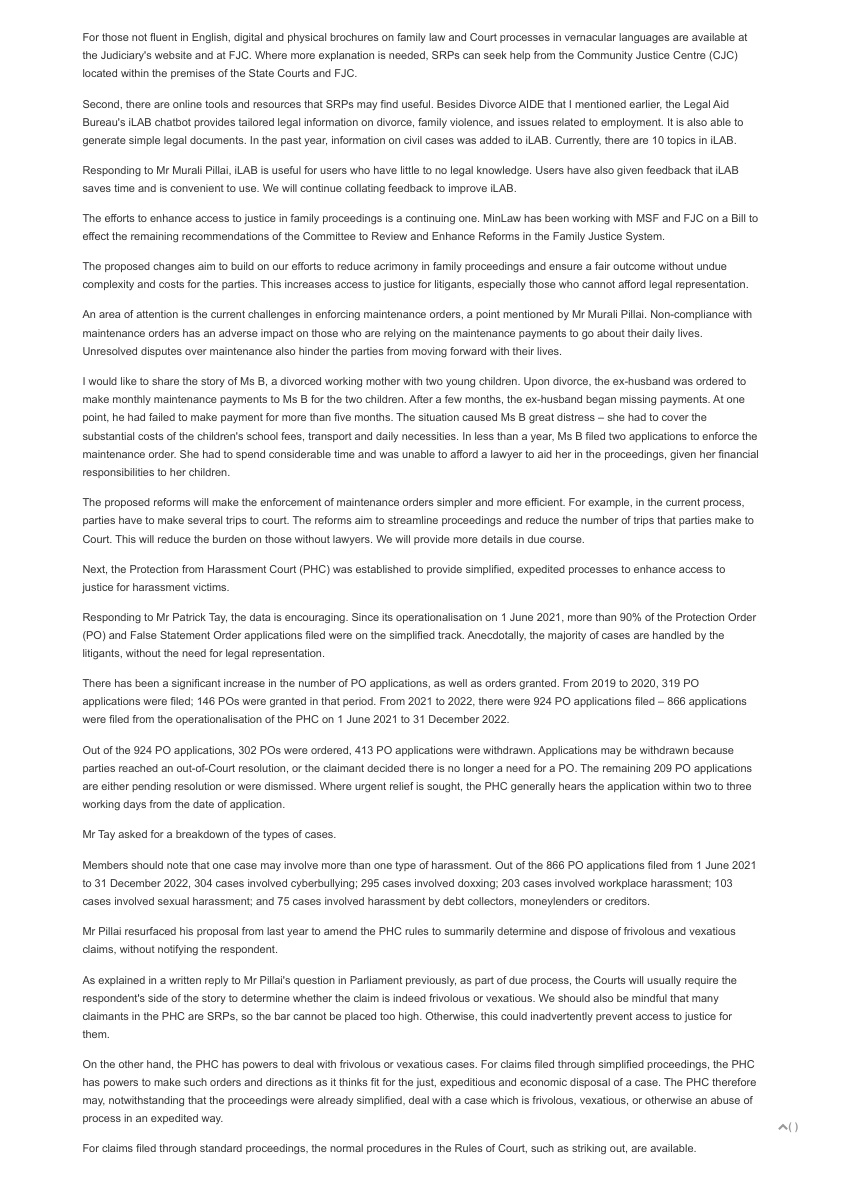 For those not fluent in English, digital and physical brochures on family law and Court processes in vernacular languages are available at
the Judiciary's website and at FJC. Where more explanation is needed, SRPs can seek help from the Community Justice Centre (CJC)
located within the premises of the State Courts and FJC.
Second, there are online tools and resources that SRPs may find useful. Besides Divorce AIDE that I mentioned earlier, the Legal Aid
Bureau's iLAB chatbot provides tailored legal information on divorce, family violence, and issues related to employment. It is also able to
generate simple legal documents. In the past year, information on civil cases was added to iLAB. Currently, there are 10 topics in iLAB.
Responding to Mr Murali Pillai, iLAB is useful for users who have little to no legal knowledge. Users have also given feedback that iLAB
saves time and is convenient to use. We will continue collating feedback to improve iLAB.
The efforts to enhance access to justice in family proceedings is a continuing one. MinLaw has been working with MSF and FJC on a Bill to
effect the remaining recommendations of the Committee to Review and Enhance Reforms in the Family Justice System.
The proposed changes aim to build on our efforts to reduce acrimony in family proceedings and ensure a fair outcome without undue
complexity and costs for the parties. This increases access to justice for litigants, especially those who cannot afford legal representation.
An area of attention is the current challenges in enforcing maintenance orders, a point mentioned by Mr Murali Pillai. Non-compliance with
maintenance orders has an adverse impact on those who are relying on the maintenance payments to go about their daily lives.
Unresolved disputes over maintenance also hinder the parties from moving forward with their lives.
I would like to share the story of Ms B, a divorced working mother with two young children. Upon divorce, the ex-husband was ordered to
make monthly maintenance payments to Ms B for the two children. After a few months, the ex-husband began missing payments. At one
point, he had failed to make payment for more than five months. The situation caused Ms B great distress – she had to cover the
substantial costs of the children's school fees, transport and daily necessities. In less than a year, Ms B filed two applications to enforce the
maintenance order. She had to spend considerable time and was unable to afford a lawyer to aid her in the proceedings, given her financial
responsibilities to her children.
The proposed reforms will make the enforcement of maintenance orders simpler and more efficient. For example, in the current process,
parties have to make several trips to court. The reforms aim to streamline proceedings and reduce the number of trips that parties make to
Court. This will reduce the burden on those without lawyers. We will provide more details in due course.
Next, the Protection from Harassment Court (PHC) was established to provide simplified, expedited processes to enhance access to
justice for harassment victims.
Responding to Mr Patrick Tay, the data is encouraging. Since its operationalisation on 1 June 2021, more than 90% of the Protection Order
(PO) and False Statement Order applications filed were on the simplified track. Anecdotally, the majority of cases are handled by the
litigants, without the need for legal representation.
There has been a significant increase in the number of PO applications, as well as orders granted. From 2019 to 2020, 319 PO
applications were filed; 146 POs were granted in that period. From 2021 to 2022, there were 924 PO applications filed – 866 applications
were filed from the operationalisation of the PHC on 1 June 2021 to 31 December 2022.
Out of the 924 PO applications, 302 POs were ordered, 413 PO applications were withdrawn. Applications may be withdrawn because
parties reached an out-of-Court resolution, or the claimant decided there is no longer a need for a PO. The remaining 209 PO applications
are either pending resolution or were dismissed. Where urgent relief is sought, the PHC generally hears the application within two to three
working days from the date of application.
Mr Tay asked for a breakdown of the types of cases.
Members should note that one case may involve more than one type of harassment. Out of the 866 PO applications filed from 1 June 2021
to 31 December 2022, 304 cases involved cyberbullying; 295 cases involved doxxing; 203 cases involved workplace harassment; 103
cases involved sexual harassment; and 75 cases involved harassment by debt collectors, moneylenders or creditors.
Mr Pillai resurfaced his proposal from last year to amend the PHC rules to summarily determine and dispose of frivolous and vexatious
claims, without notifying the respondent.
As explained in a written reply to Mr Pillai's question in Parliament previously, as part of due process, the Courts will usually require the
respondent's side of the story to determine whether the claim is indeed frivolous or vexatious. We should also be mindful that many
claimants in the PHC are SRPs, so the bar cannot be placed too high. Otherwise, this could inadvertently prevent access to justice for
them.
On the other hand, the PHC has powers to deal with frivolous or vexatious cases. For claims filed through simplified proceedings, the PHC
has powers to make such orders and directions as it thinks fit for the just, expeditious and economic disposal of a case. The PHC therefore
may, notwithstanding that the proceedings were already simplified, deal with a case which is frivolous, vexatious, or otherwise an abuse of
process in an expedited way.
( )
For claims filed through standard proceedings, the normal procedures in the Rules of Court, such as striking out, are available.